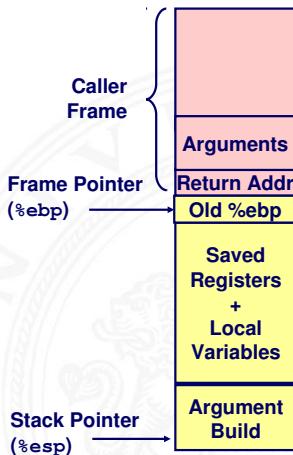 Caller
Frame
Arguments
Return Addr
Frame Pointer
(%ebp)
Old %ebp
Saved
Registers
+
Local
Variables
Argument
Build
Stack Pointer
(%esp)